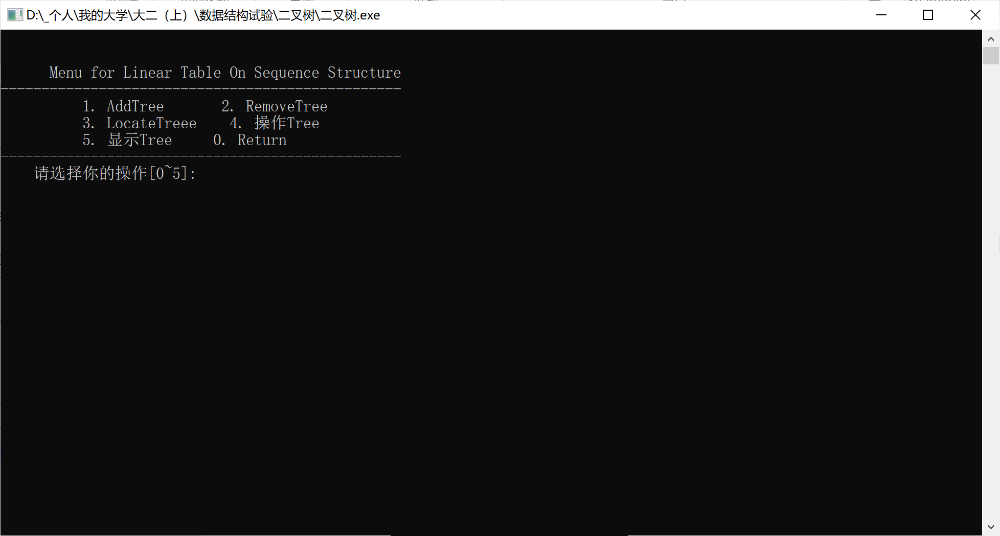 D:\_个人\我的大学\大二（上）\数据结构试验\二叉树\二叉树.exe
Menu for Linear Table On Sequence Structure
-------------------------------------------------
1. AddTree 2. RemoveTree
3. LocateTreee 4. 操作Tree
5. 显示Tree 0. Return
-------------------------------------------------
请选择你的操作[0~5]: